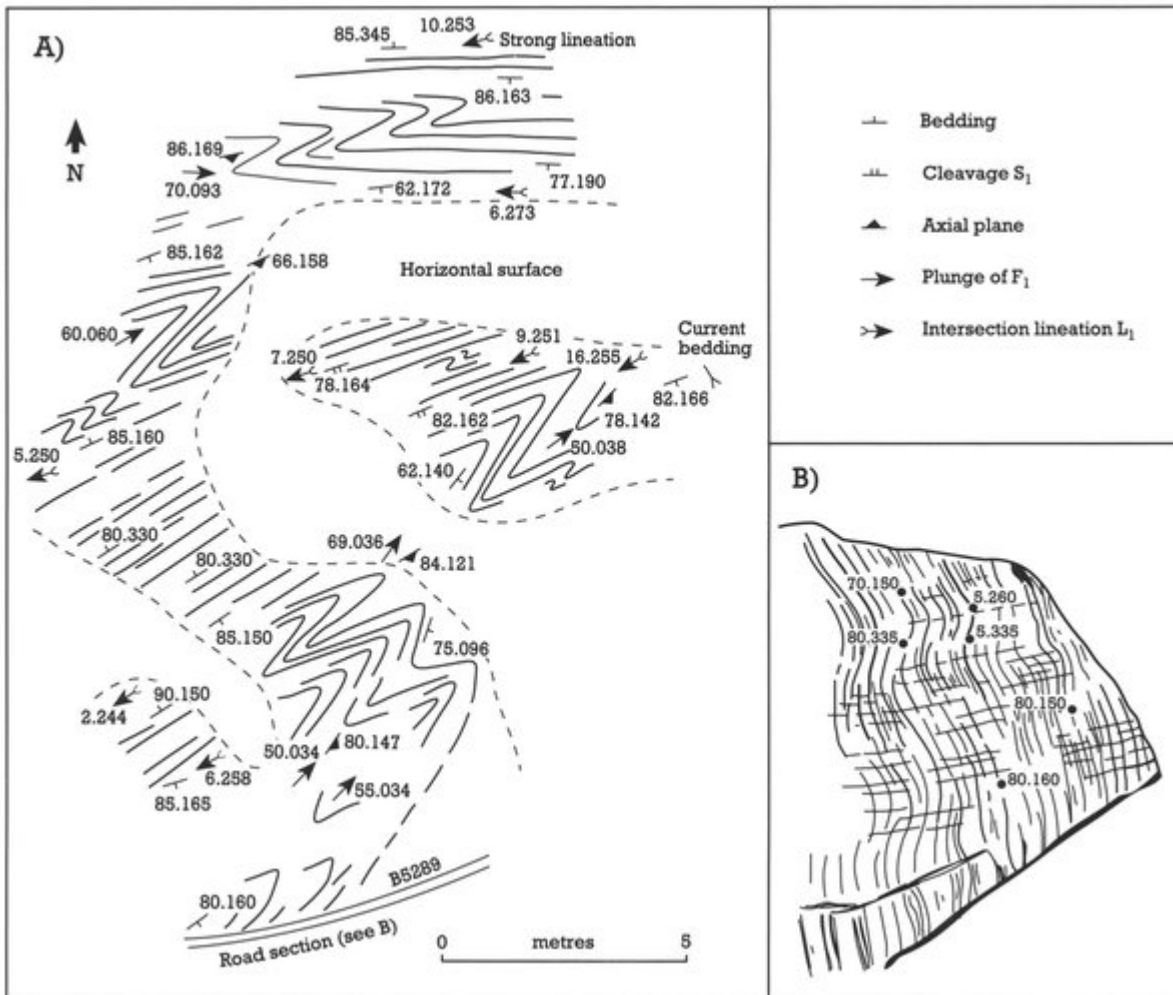 A)
N
85.345
10.253
Strong lineation
86.163
86.169
70.093
62.172
77.190
6.273
85.162
66.158
Horizontal surface
60.060
7.250
9.251
16.255
Current
bedding
78.164
82.162
78.142
82.166
50.038
62.140
85.160
5.250
80.330
80.330
69.036
84.121
85.150
75.096
90.150
2.244
50.034
80.147
6.258
85.165
55.034
80.160
B5289
Road section (see B)
0 metres 5
Bedding
Cleavage S₁
Axial plane
Plunge of F₁
Intersection lineation L₁
B)
70.150
5.260
80.335
5.335
80.150
80.160